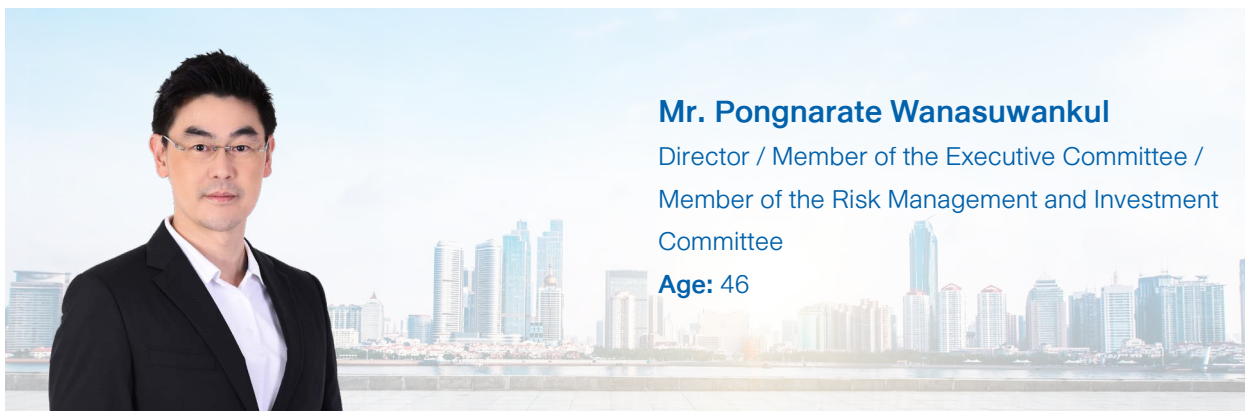 Mr. Pongnarate Wanasuwankul
Director / Member of the Executive Committee /
Member of the Risk Management and Investment
Committee
Age: 46